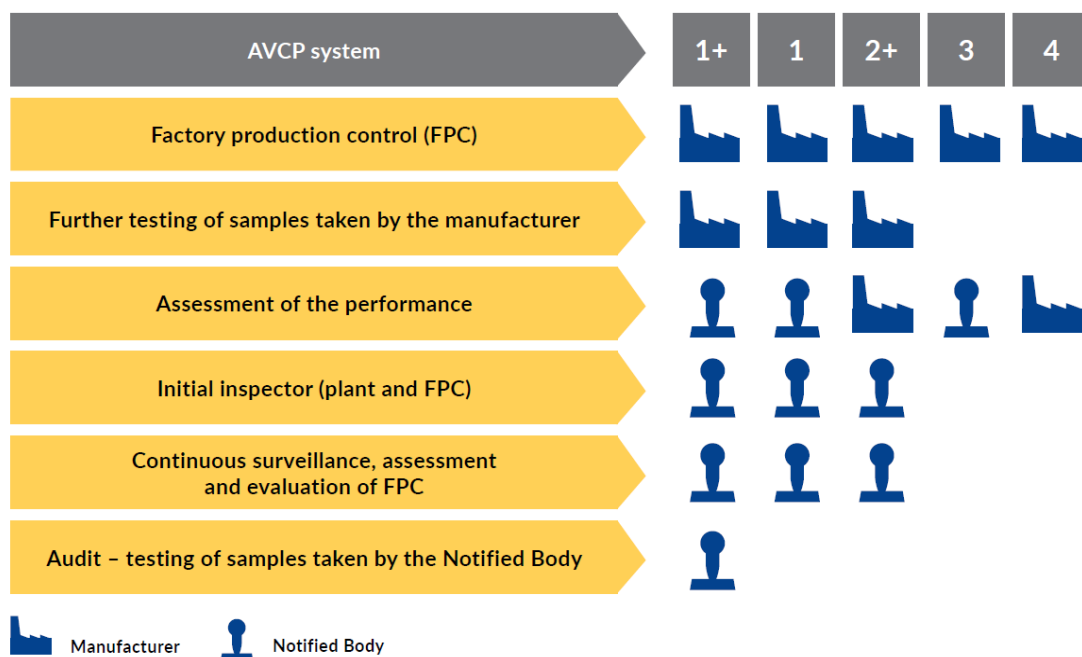 AVCP system
1+
1
2+
3
4
Factory production control (FPC)
Further testing of samples taken by the manufacturer
Assessment of the performance
Initial inspector (plant and FPC)
Continuous surveillance, assessment
and evaluation of FPC
Audit – testing of samples taken by the Notified Body
Manufacturer
Notified Body